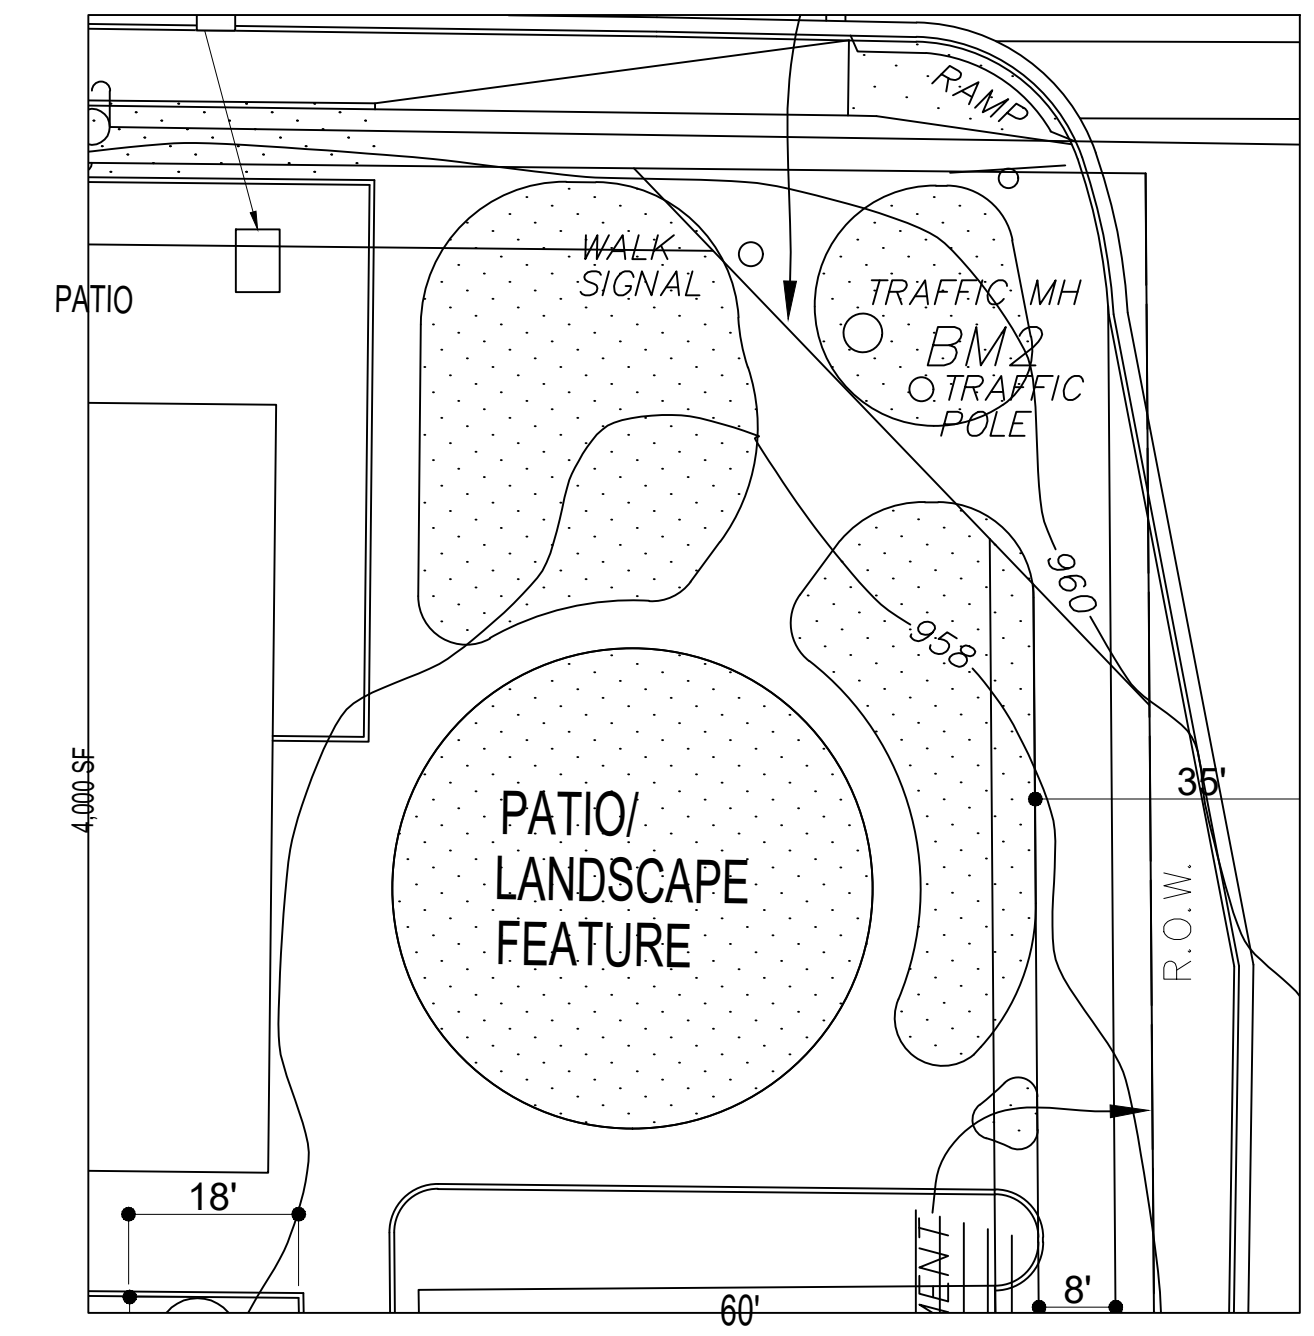 RAMP
WALK
SIGNAL
PATIO
TRAFFIC MH
BM2
TRAFFIC
POLE
960
958
4,000 SF
35'
PATIO/
LANDSCAPE
FEATURE
R.O.W.
18'
MENT
8'
60'